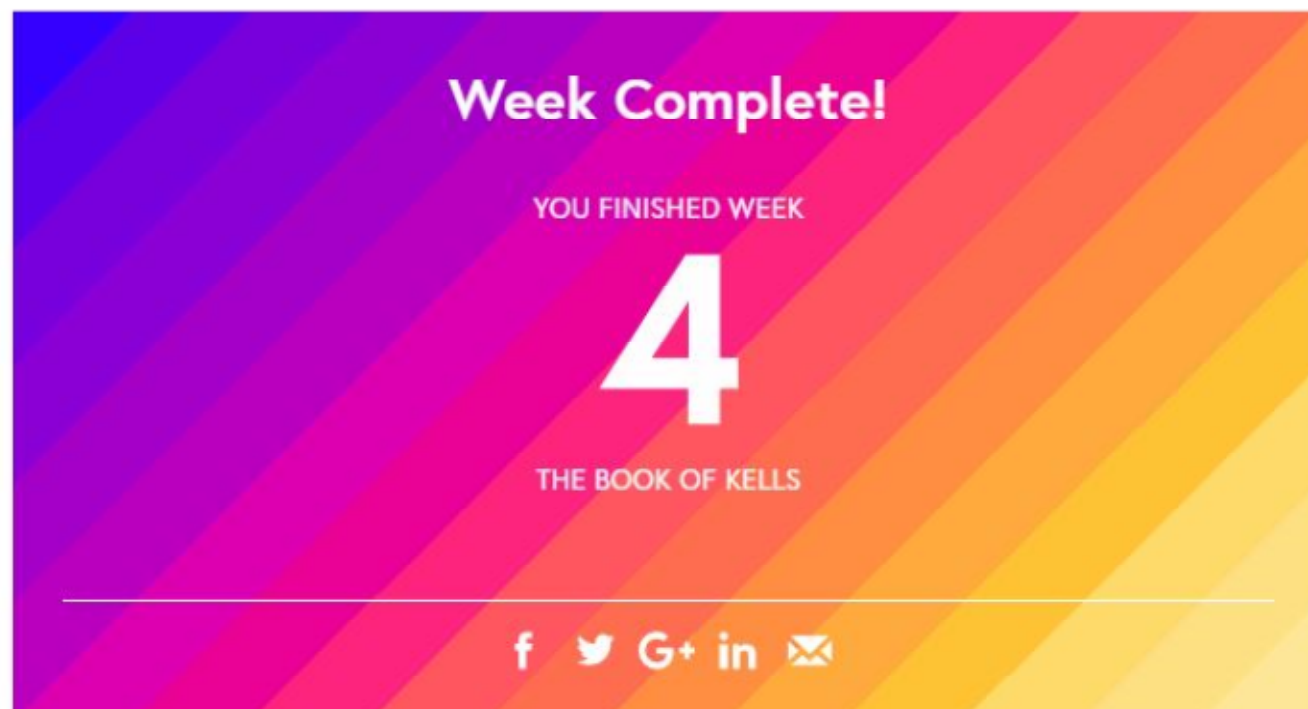 Week Complete!
YOU FINISHED WEEK
4
THE BOOK OF KELLS
f G+ in